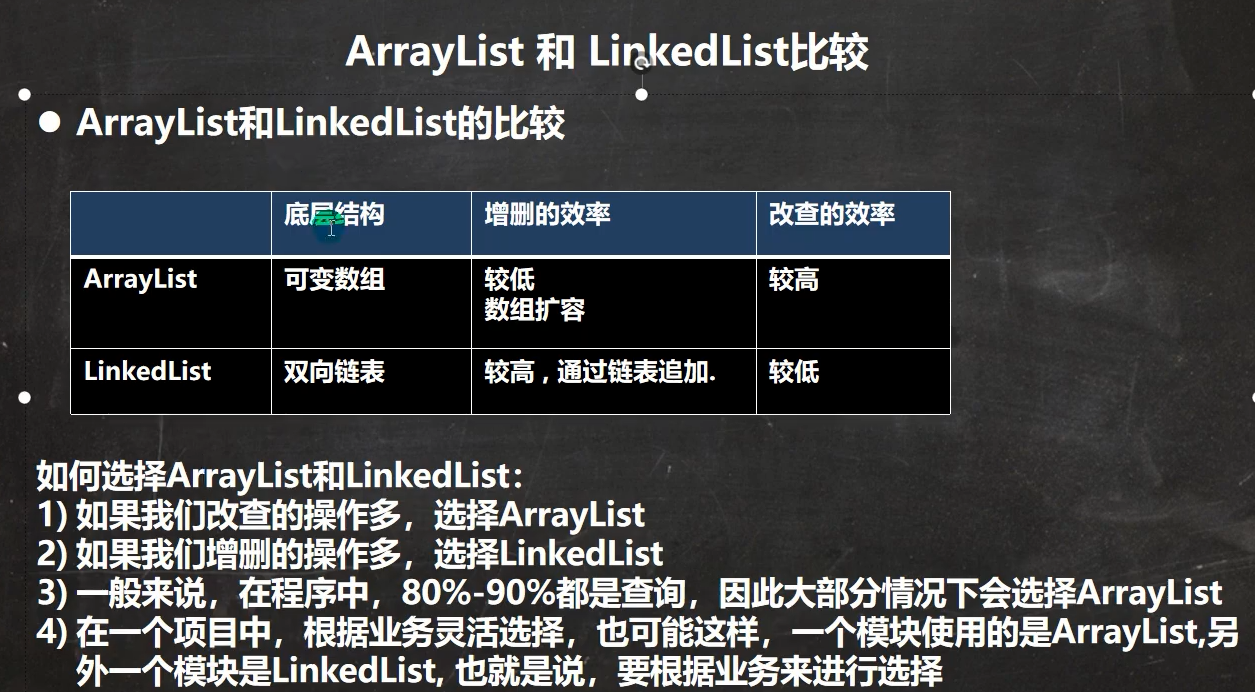 ArrayList 和 LinkedList比较
● ArrayList和LinkedList的比较
底层结构 增删的效率 改查的效率
ArrayList 可变数组 较低 较高
数组扩容
LinkedList 双向链表 较高 , 通过链表追加. 较低
如何选择ArrayList和LinkedList：
1) 如果我们改查的操作多，选择ArrayList
2) 如果我们增删的操作多，选择LinkedList
3) 一般来说，在程序中，80%-90%都是查询，因此大部分情况下会选择ArrayList
4) 在一个项目中，根据业务灵活选择，也可能这样，一个模块使用的是ArrayList,另
外一个模块是LinkedList, 也就是说，要根据业务来进行选择